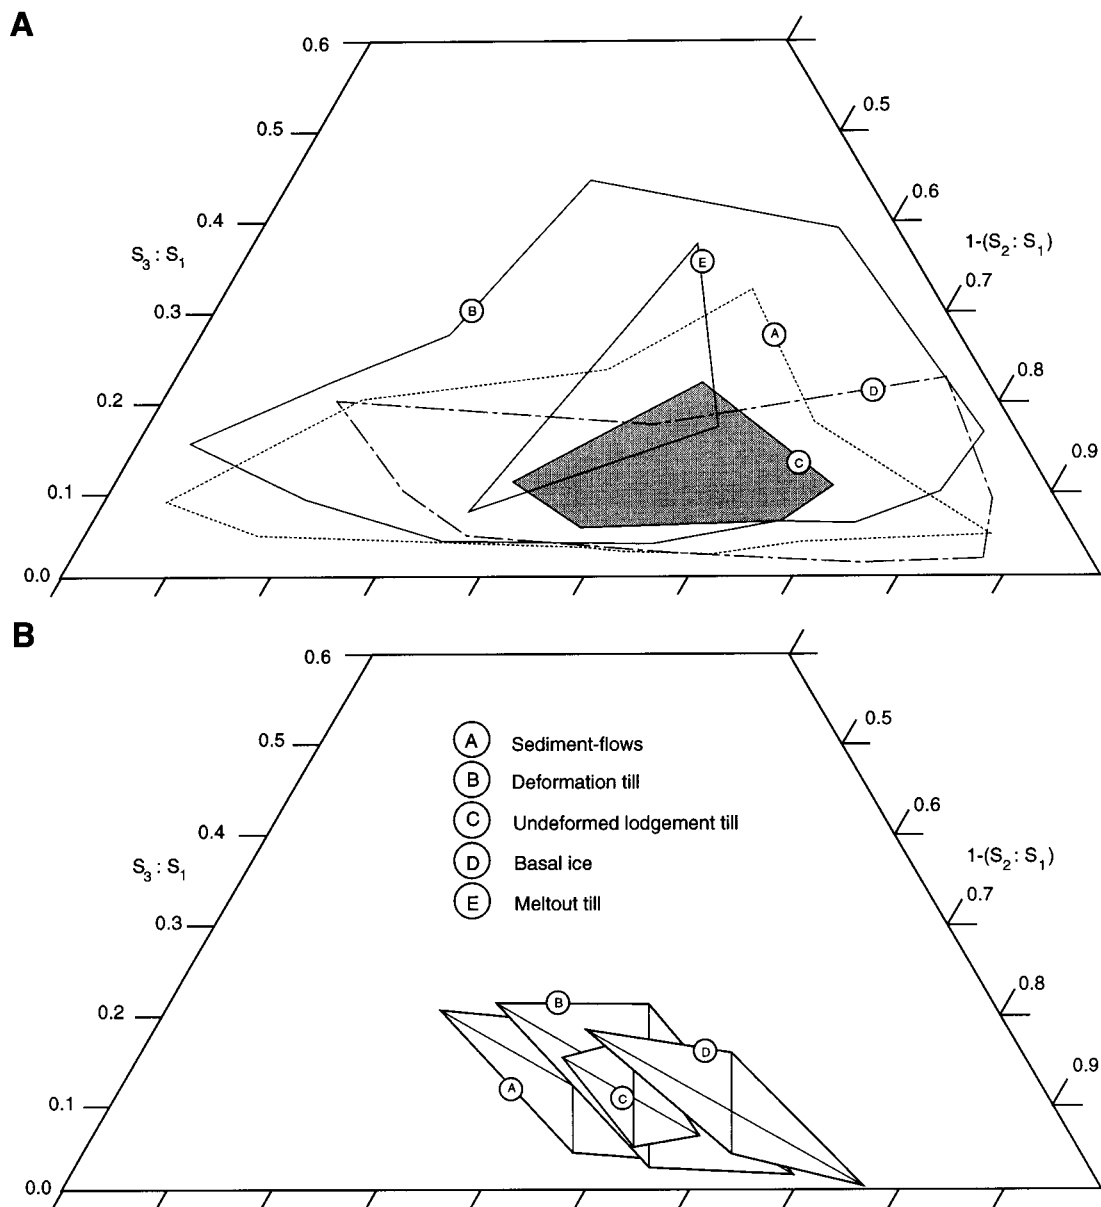 A
0.6
0.5
0.5
0.6
0.4
B
E
A
D
C
S3 : S1
1-(S2 : S1)
0.7
0.3
0.8
0.2
0.9
0.1
0.0
B
0.6
0.5
0.5
A Sediment-flows
B Deformation till
C Undeformed lodgement till
D Basal ice
E Meltout till
0.6
0.4
S3 : S1
1-(S2 : S1)
0.7
0.3
0.8
0.2
B
D
A
C
0.9
0.1
0.0